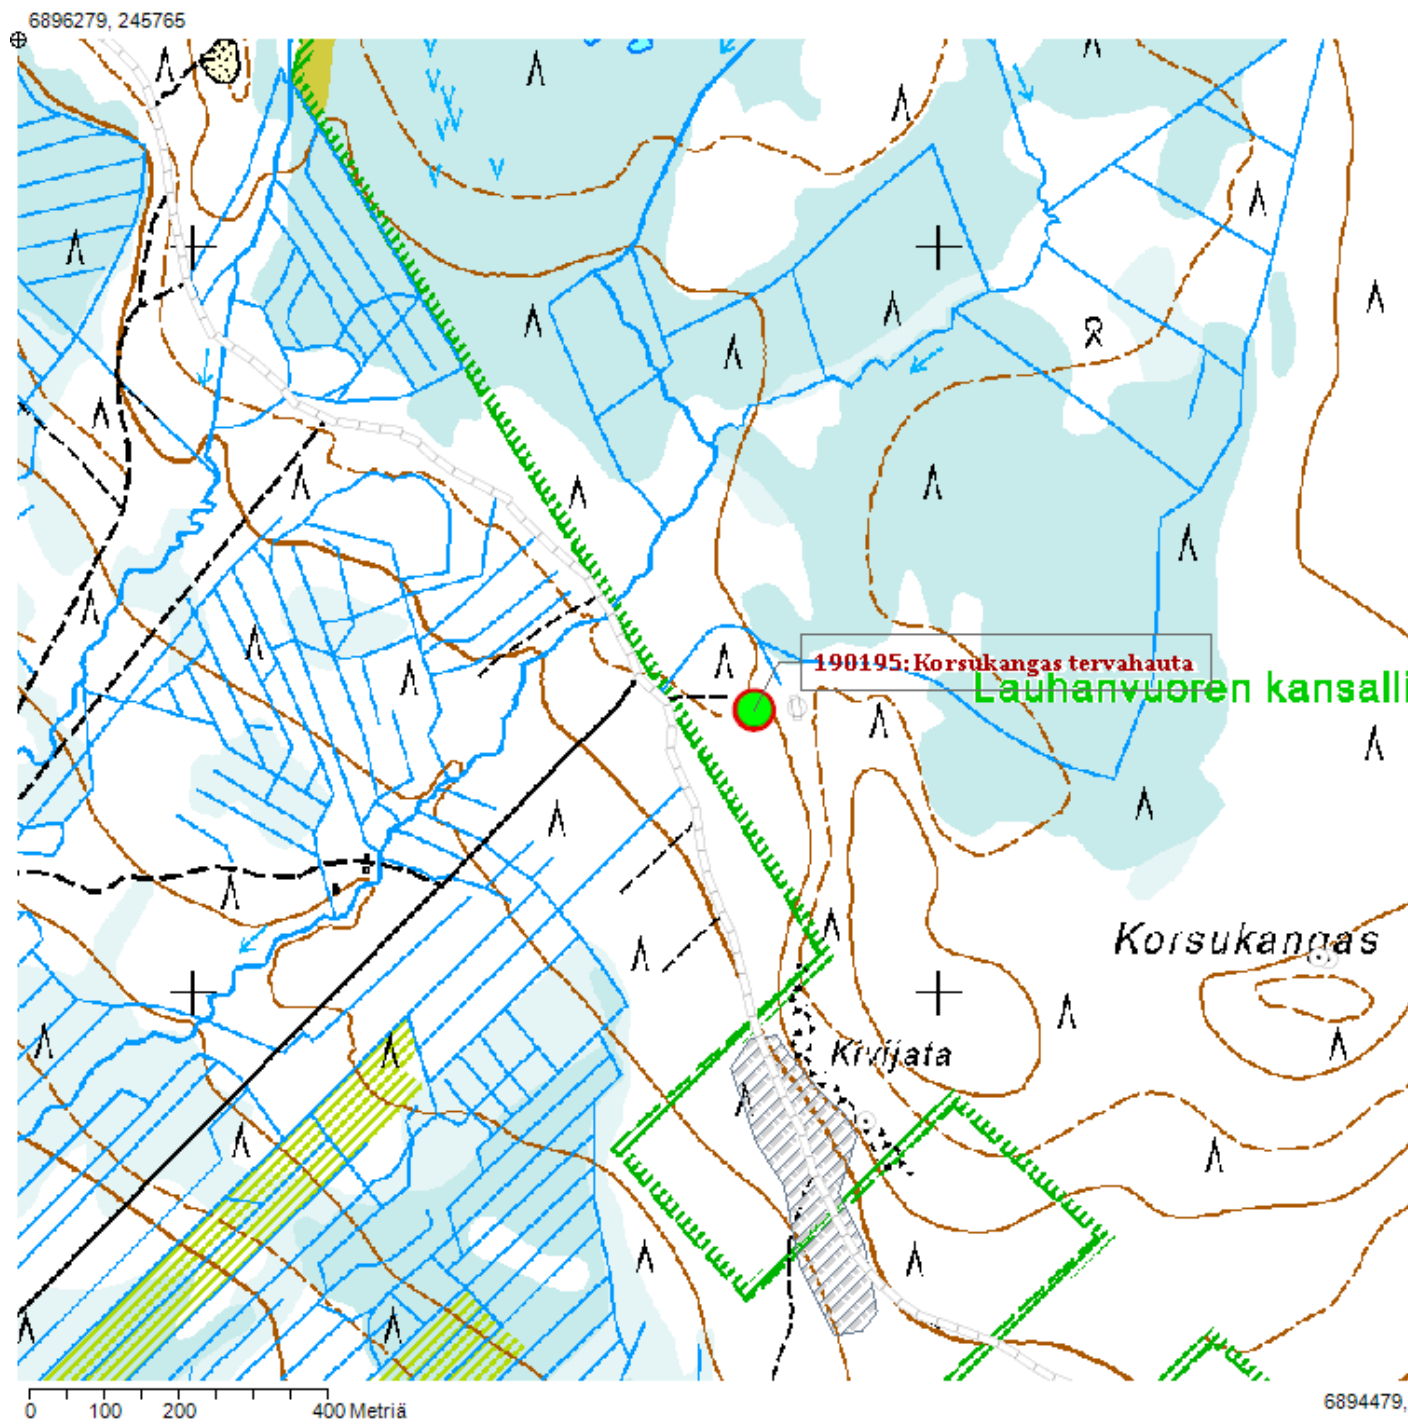 6896279, 245765
190195: Korsukangas tervahauta
Lauhanvuoren kansalli
Korsukangas
Kivijata
0 100 200 400 Metriä
6894479,